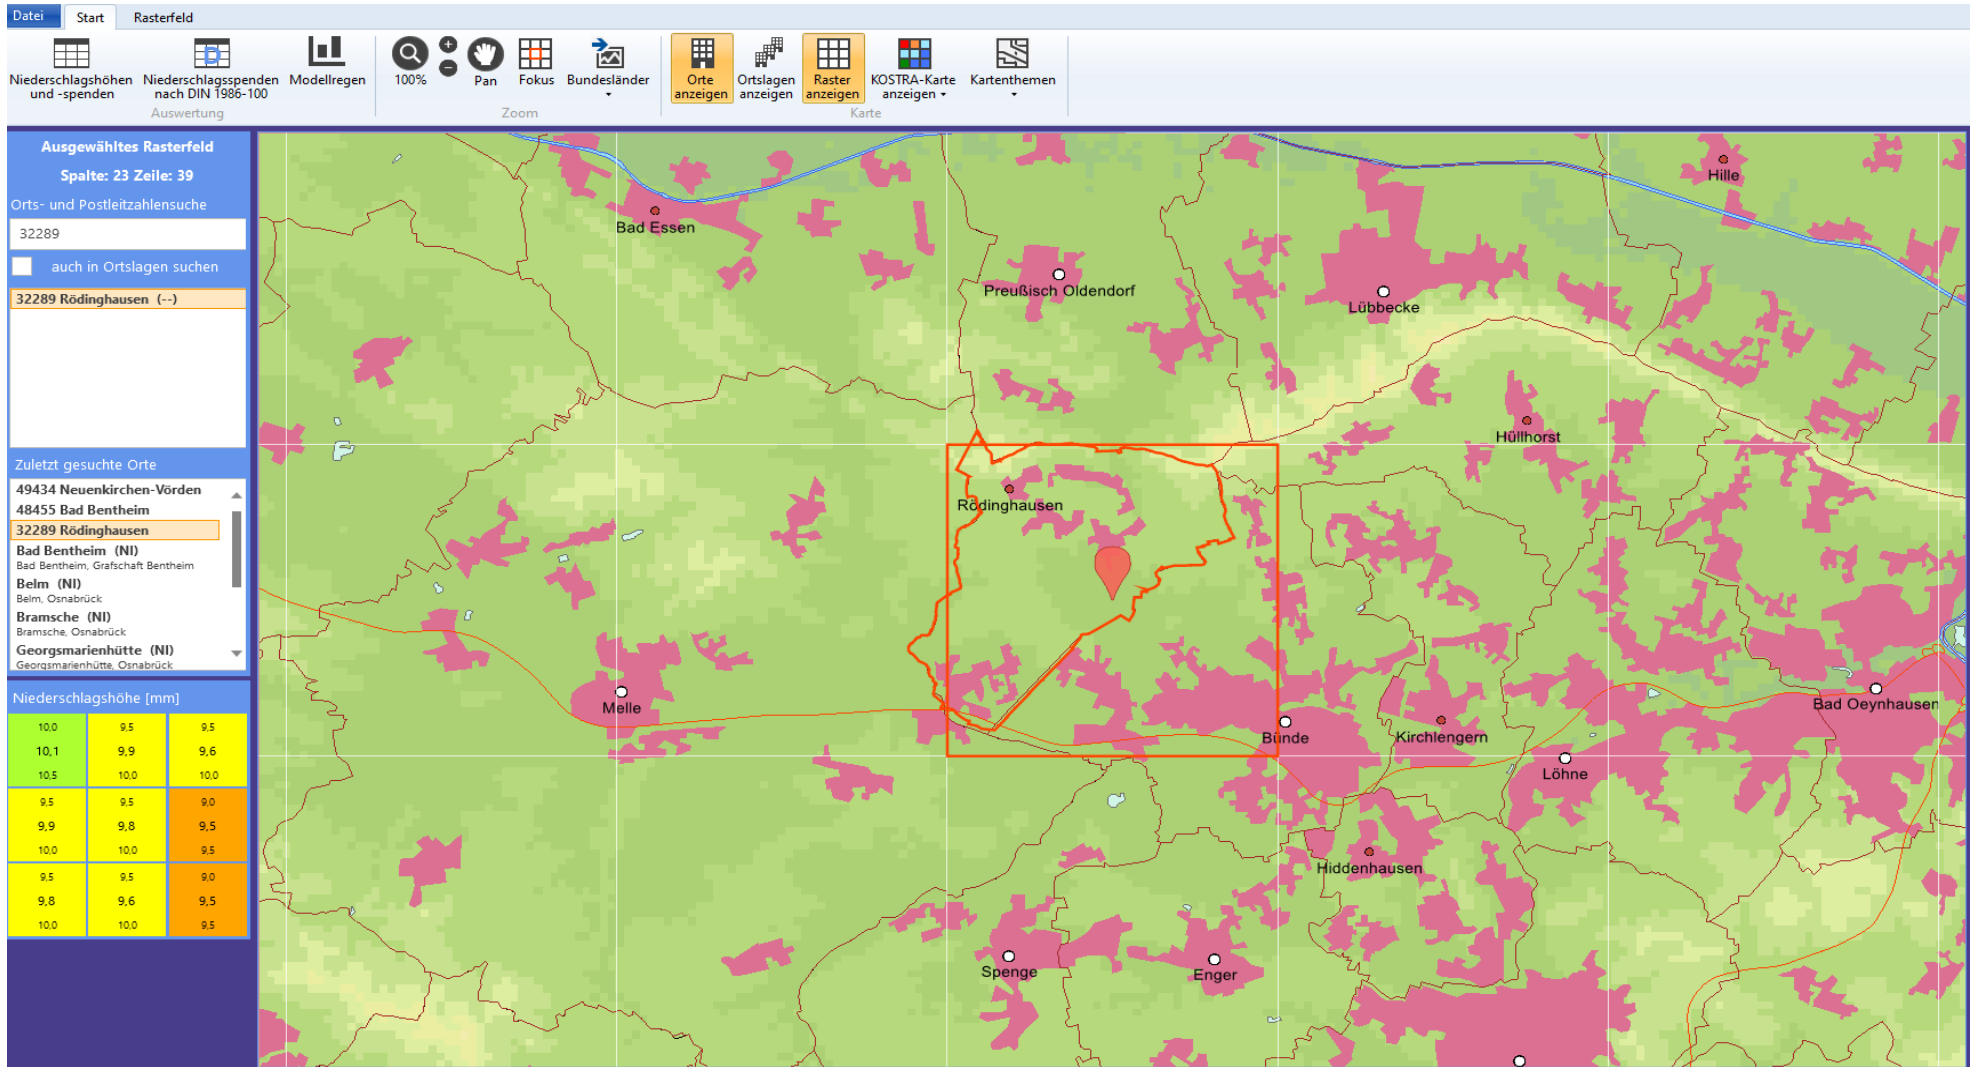 Datei Start Rasterfeld
Niederschlagshöhen und -spenden
Niederschlagsspenden nach DIN 1986-100
Modellregen
100%
Pan
Fokus
Bundesländer
Orte anzeigen
Ortslagen anzeigen
Raster anzeigen
KOSTRA-Karte anzeigen
Kartenthemen
Auswertung
Zoom
Karte
Ausgewähltes Rasterfeld
Spalte: 23 Zeile: 39
Orts- und Postleitzahlensuche
32289
auch in Ortslagen suchen
32289 Rödinghausen (--)
Zuletzt gesuchte Orte
49434 Neuenkirchen-Vörden
48455 Bad Bentheim
32289 Rödinghausen
Bad Bentheim (NI)
Bad Bentheim, Grafschaft Bentheim
Belm (NI)
Belm, Osnabrück
Bramsche (NI)
Bramsche, Osnabrück
Georgsmarienhütte (NI)
Georgsmarienhütte, Osnabrück
Niederschlagshöhe [mm]
10,0 9,5 9,5
10,1 9,9 9,6
10,5 10,0 10,0
9,5 9,5 9,0
9,9 9,8 9,5
10,0 10,0 9,5
9,5 9,5 9,0
9,8 9,6 9,5
10,0 10,0 9,5
Hille
Bad Essen
Preußisch Oldendorf
Lübbecke
Hüllhorst
Rödinghausen
Melle
Bad Oeynhausen
Bünde
Kirchlengern
Löhne
Hiddenhausen
Spenge
Enger